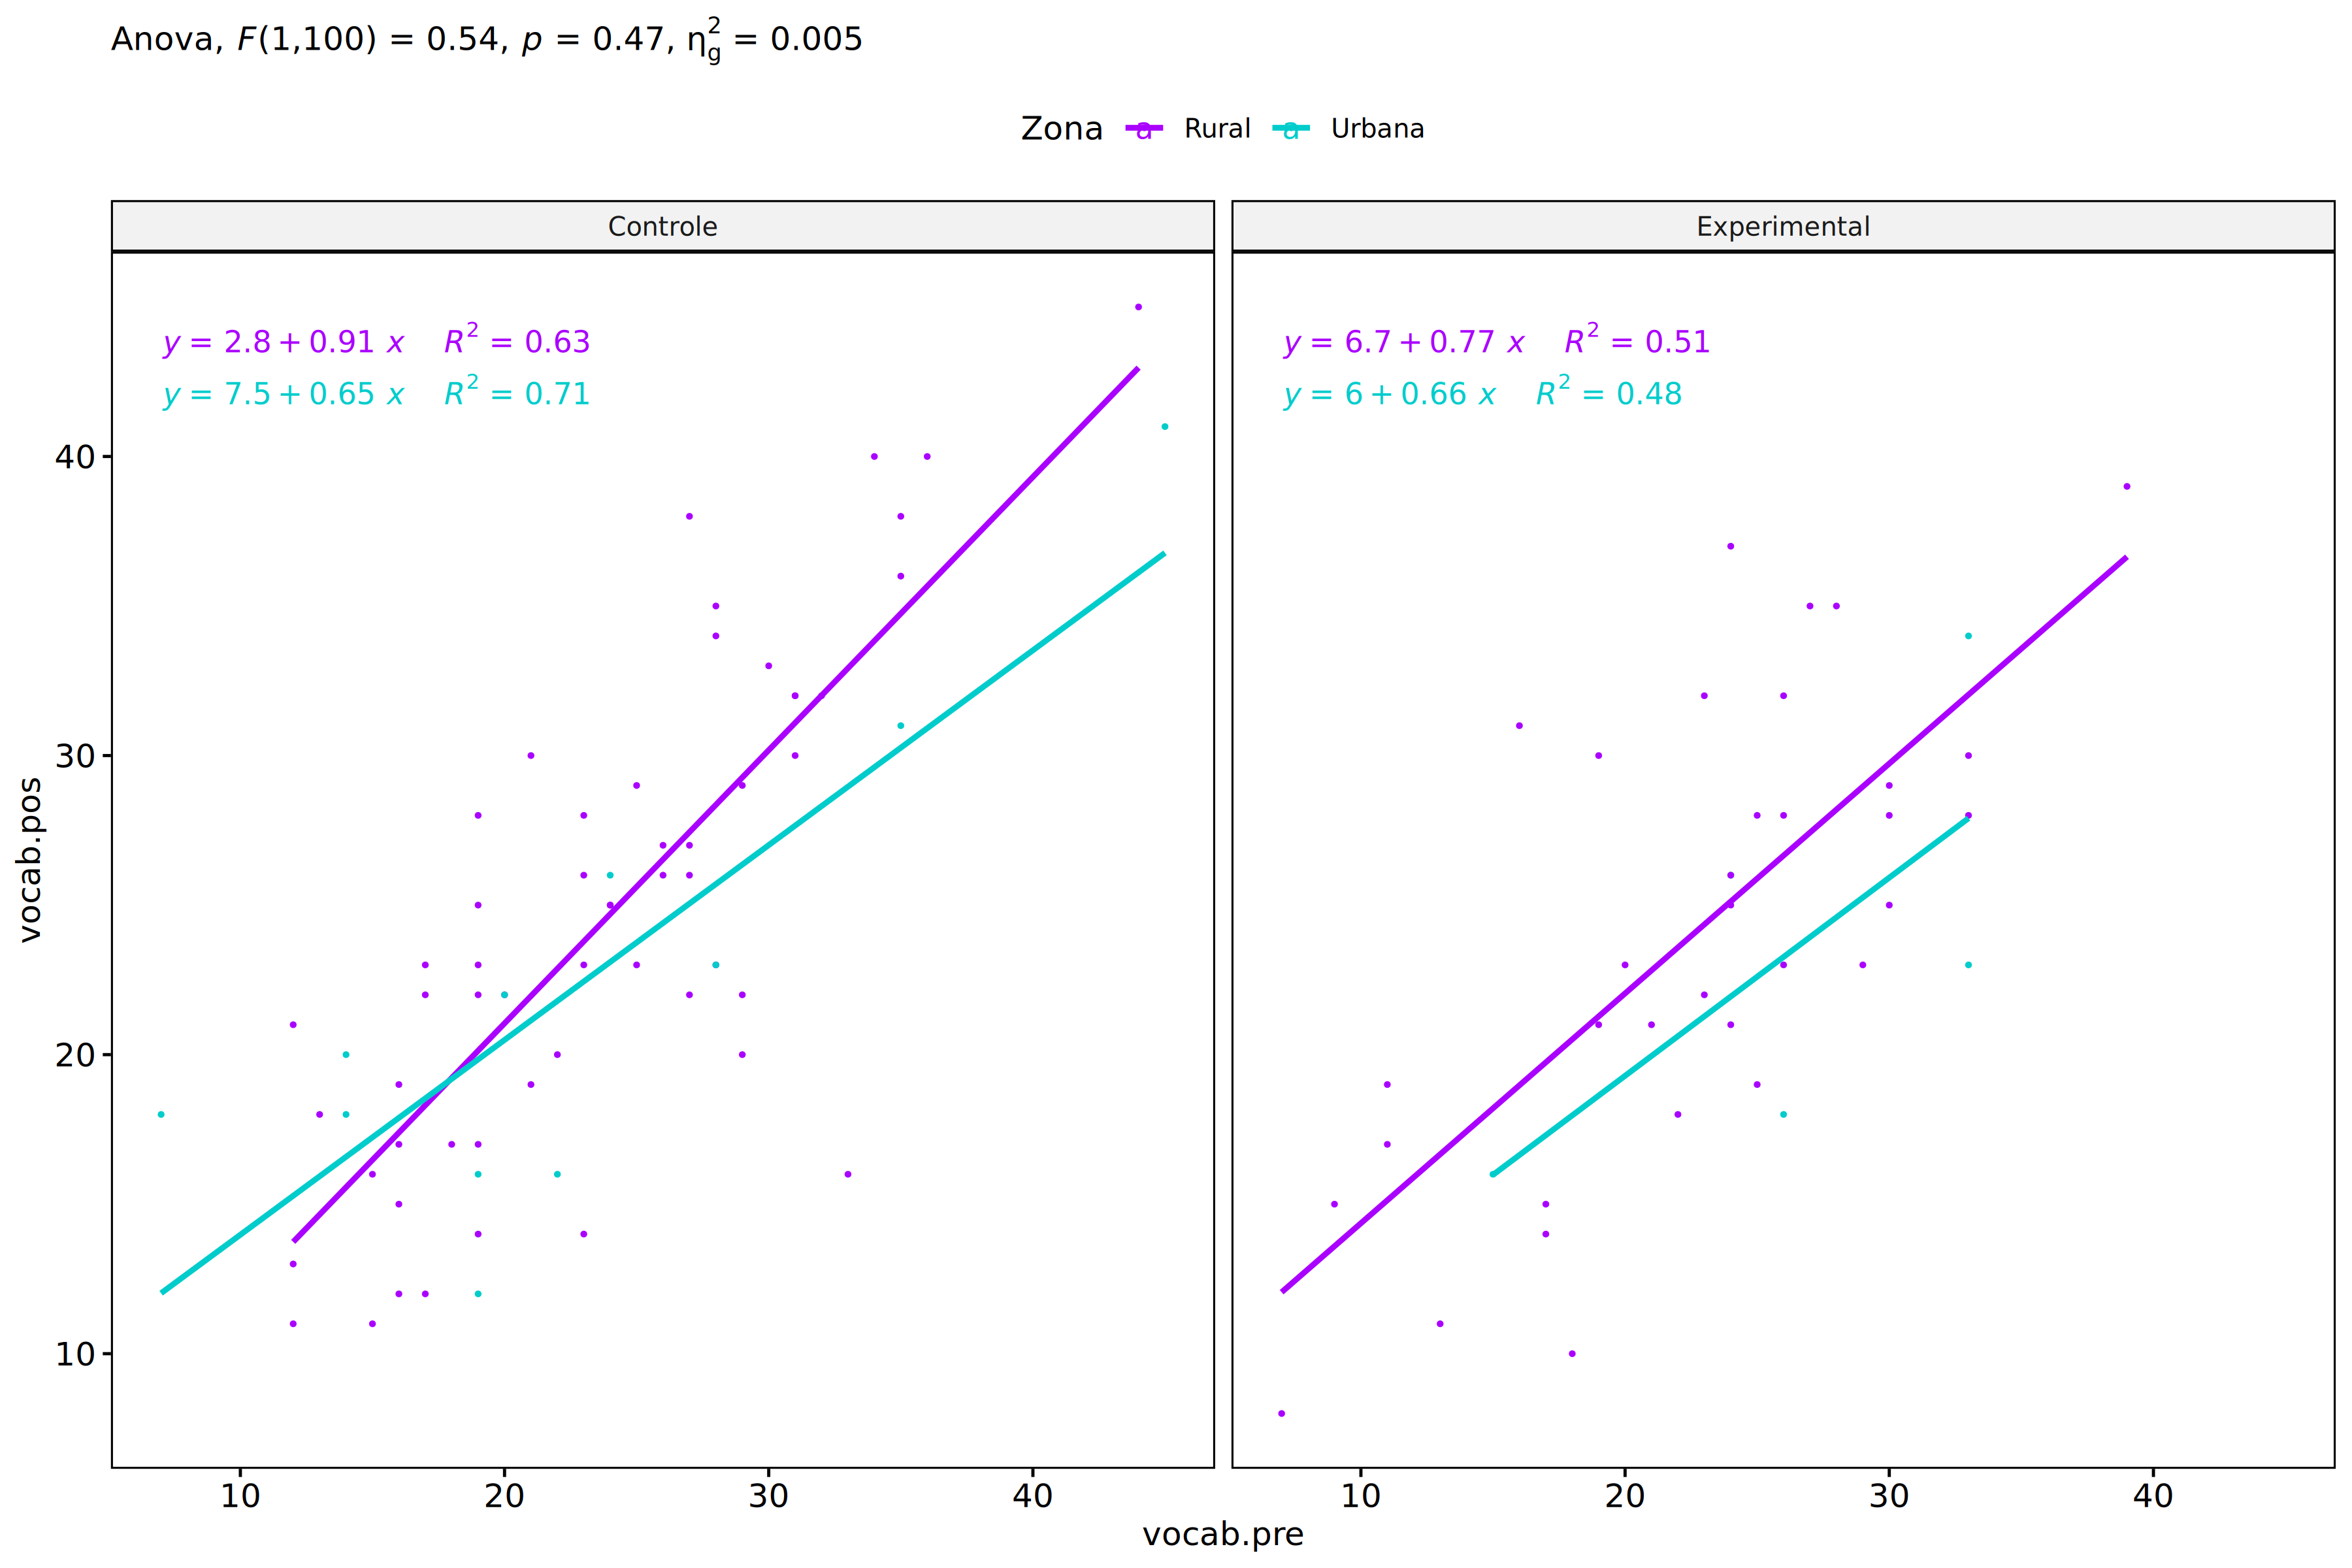 Anova, F(1,100) = 0.54, p = 0.47, η²g = 0.005
Zona a Rural a Urbana
Controle
Experimental
y = 2.8 + 0.91 x R² = 0.63
y = 7.5 + 0.65 x R² = 0.71
y = 6.7 + 0.77 x R² = 0.51
y = 6 + 0.66 x R² = 0.48
vocab.pos
40
30
20
10
10 20 30 40
10 20 30 40
vocab.pre